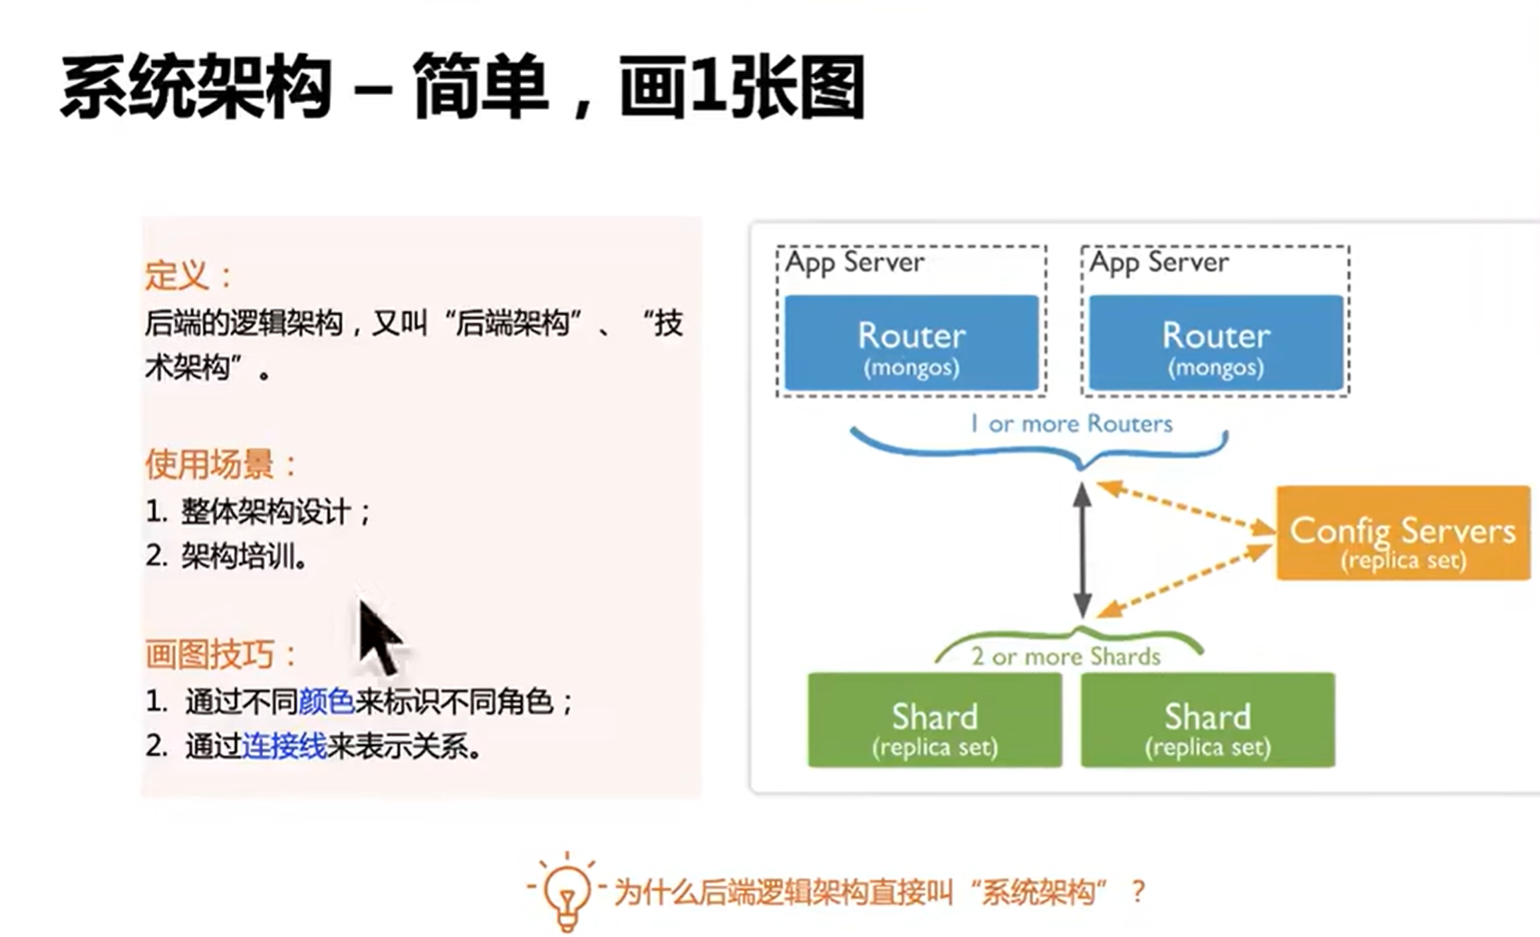 系统架构 – 简单，画1张图
定义：
后端的逻辑架构，又叫“后端架构”、“技
术架构”。
使用场景：
1. 整体架构设计；
2. 架构培训。
画图技巧：
1. 通过不同颜色来标识不同角色；
2. 通过连接线来表示关系。
App Server
Router
(mongos)
App Server
Router
(mongos)
1 or more Routers
Config Servers
(replica set)
2 or more Shards
Shard
(replica set)
Shard
(replica set)
为什么后端逻辑架构直接叫“系统架构”？